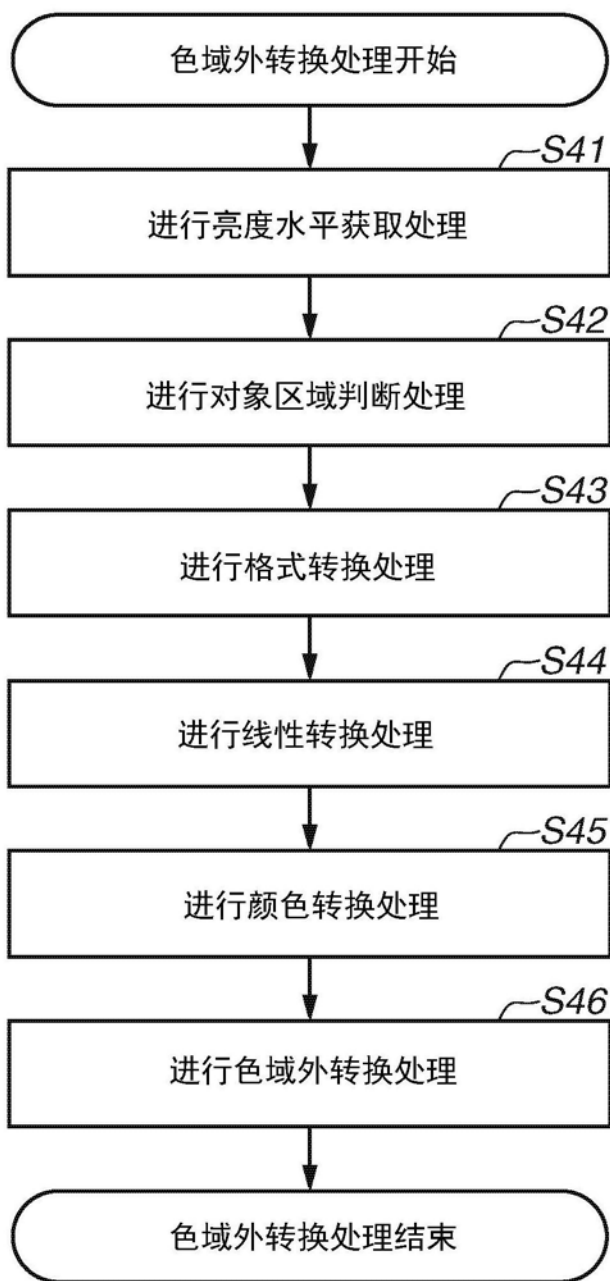 色域外转换处理开始
S41
进行亮度水平获取处理
S42
进行对象区域判断处理
S43
进行格式转换处理
S44
进行线性转换处理
S45
进行颜色转换处理
S46
进行色域外转换处理
色域外转换处理结束